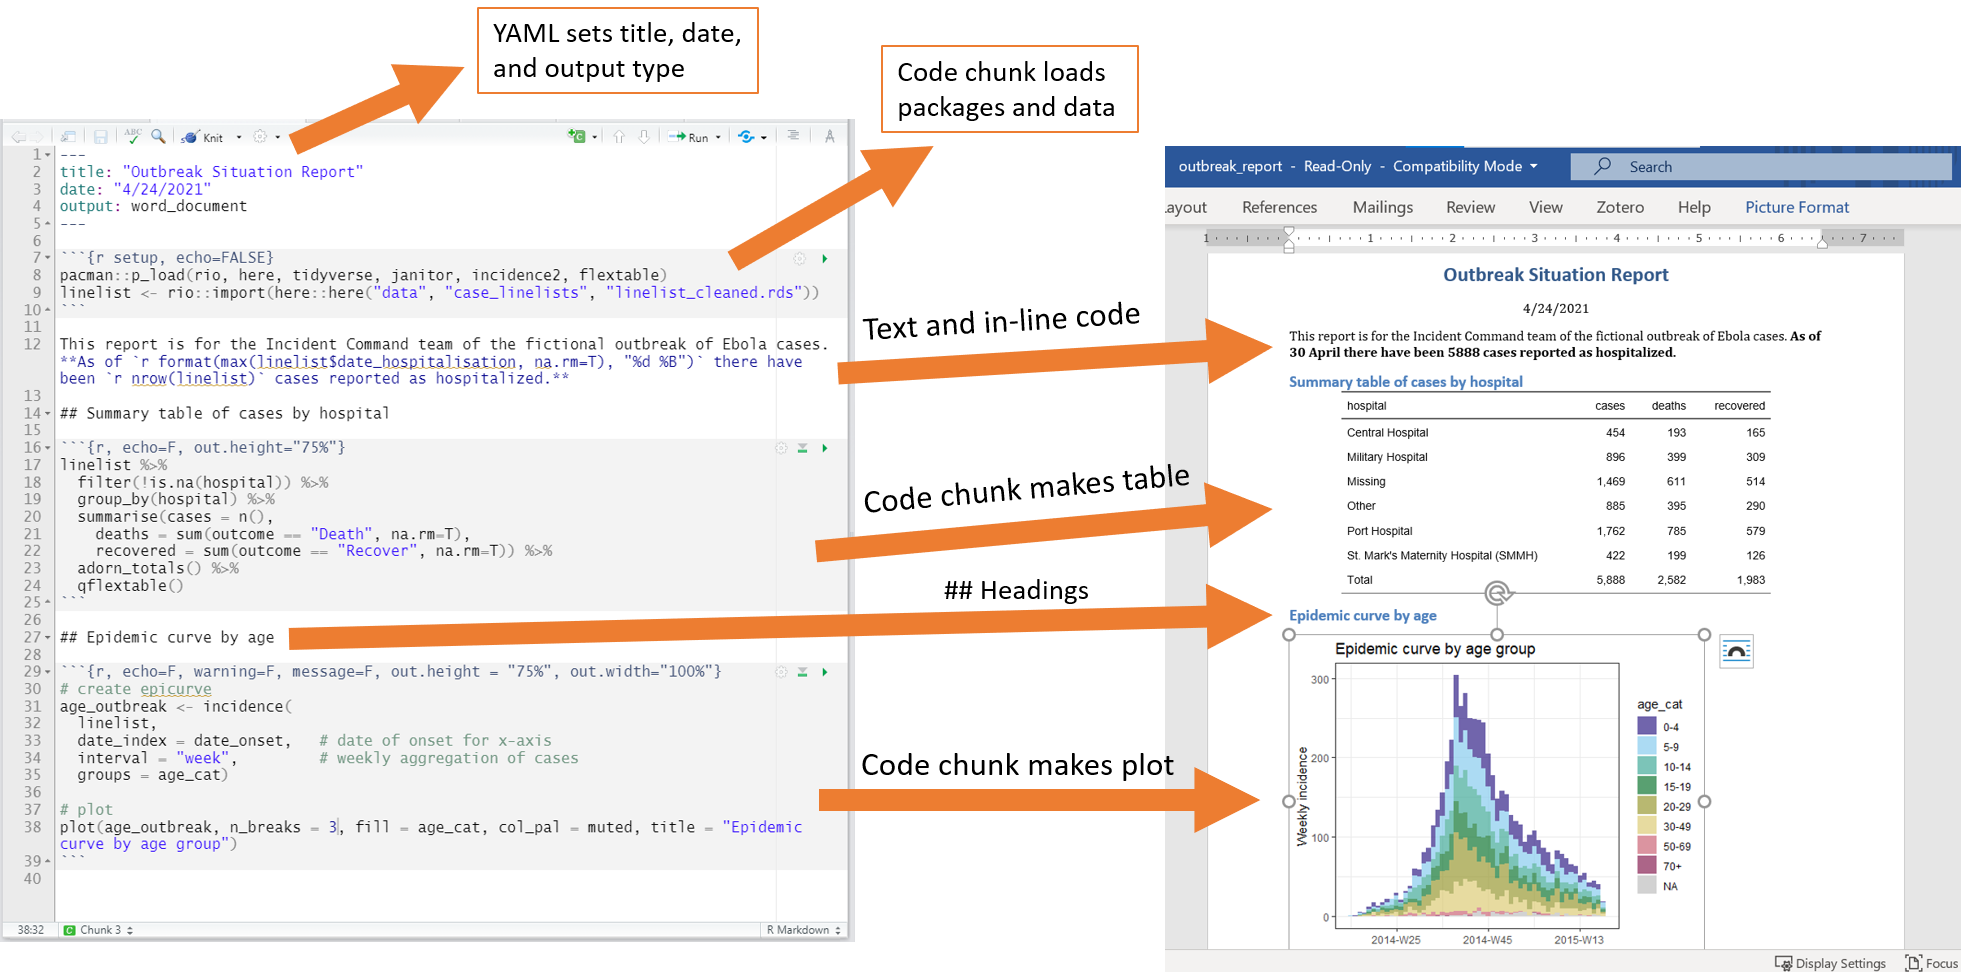 YAML sets title, date,
and output type
Code chunk loads
packages and data
ABC
Knit
Run
1 ---
2 title: "Outbreak Situation Report"
3 date: "4/24/2021"
4 output: word_document
5 ---
6
7 ```{r setup, echo=FALSE}
8 pacman::p_load(rio, here, tidyverse, janitor, incidence2, flextable)
9 linelist <- rio::import(here::here("data", "case_linelists", "linelist_cleaned.rds"))
10 ```
11
12 This report is for the Incident Command team of the fictional outbreak of Ebola cases.
**As of `r format(max(linelist$date_hospitalisation, na.rm=T), "%d %B")` there have
been `r nrow(linelist)` cases reported as hospitalized.**
13
14 ## Summary table of cases by hospital
15
16 ```{r, echo=F, out.height="75%"}
17 linelist %>%
18 filter(!is.na(hospital)) %>%
19 group_by(hospital) %>%
20 summarise(cases = n(),
21 deaths = sum(outcome == "Death", na.rm=T),
22 recovered = sum(outcome == "Recover", na.rm=T)) %>%
23 adorn_totals() %>%
24 qflextable()
25 ```
26
27 ## Epidemic curve by age
28
29 ```{r, echo=F, warning=F, message=F, out.height = "75%", out.width="100%"}
30 # create epicurve
31 age_outbreak <- incidence(
32 linelist,
33 date_index = date_onset, # date of onset for x-axis
34 interval = "week", # weekly aggregation of cases
35 groups = age_cat)
36
37 # plot
38 plot(age_outbreak, n_breaks = 3, fill = age_cat, col_pal = muted, title = "Epidemic
curve by age group")
39 ```
40
38:32 C Chunk 3 R Markdown
Text and in-line code
Code chunk makes table
## Headings
Code chunk makes plot
outbreak_report - Read-Only - Compatibility Mode Search
ayout References Mailings Review View Zotero Help Picture Format
1 1 2 3 4 5 6 7
Outbreak Situation Report
4/24/2021
This report is for the Incident Command team of the fictional outbreak of Ebola cases. As of
30 April there have been 5888 cases reported as hospitalized.
Summary table of cases by hospital
hospital cases deaths recovered
Central Hospital 454 193 165
Military Hospital 896 399 309
Missing 1,469 611 514
Other 885 395 290
Port Hospital 1,762 785 579
St. Mark's Maternity Hospital (SMMH) 422 199 126
Total 5,888 2,582 1,983
Epidemic curve by age
Epidemic curve by age group
Weekly incidence
300
200
100
0
2014-W25 2014-W45 2015-W13
age_cat
0-4
5-9
10-14
15-19
20-29
30-49
50-69
70+
NA
Display Settings Focus